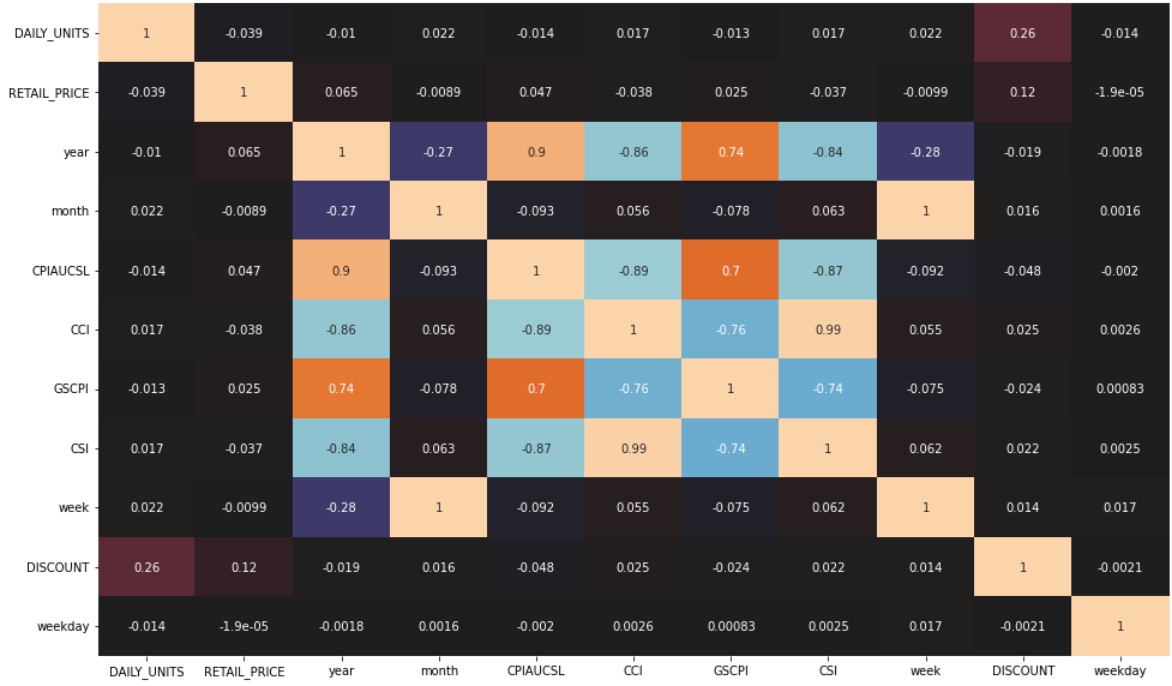 DAILY_UNITS 1 -0.039 -0.01 0.022 -0.014 0.017 -0.013 0.017 0.022 0.26 -0.014
RETAIL_PRICE -0.039 1 0.065 -0.0089 0.047 -0.038 0.025 -0.037 -0.0099 0.12 -1.9e-05
year -0.01 0.065 1 -0.27 0.9 -0.86 0.74 -0.84 -0.28 -0.019 -0.0018
month 0.022 -0.0089 -0.27 1 -0.093 0.056 -0.078 0.063 1 0.016 0.0016
CPIAUCSL -0.014 0.047 0.9 -0.093 1 -0.89 0.7 -0.87 -0.092 -0.048 -0.002
CCI 0.017 -0.038 -0.86 0.056 -0.89 1 -0.76 0.99 0.055 0.025 0.0026
GSCPI -0.013 0.025 0.74 -0.078 0.7 -0.76 1 -0.74 -0.075 -0.024 0.00083
CSI 0.017 -0.037 -0.84 0.063 -0.87 0.99 -0.74 1 0.062 0.022 0.0025
week 0.022 -0.0099 -0.28 1 -0.092 0.055 -0.075 0.062 1 0.014 0.017
DISCOUNT 0.26 0.12 -0.019 0.016 -0.048 0.025 -0.024 0.022 0.014 1 -0.0021
weekday -0.014 -1.9e-05 -0.0018 0.0016 -0.002 0.0026 0.00083 0.0025 0.017 -0.0021 1
DAILY_UNITS RETAIL_PRICE year month CPIAUCSL CCI GSCPI CSI week DISCOUNT weekday